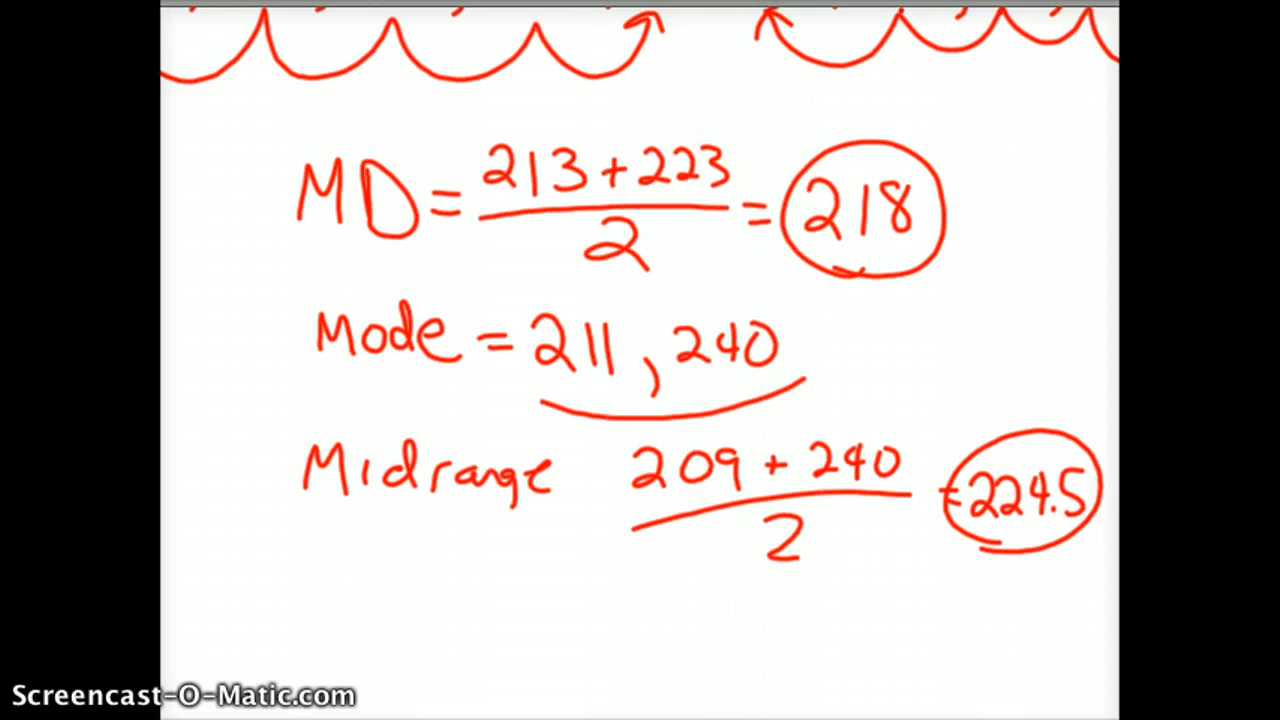 MD = 213 + 223 / 2 = 218
Mode = 211 , 240
Midrange 209 + 240 / 2 = 224.5
Screencast-O-Matic.com